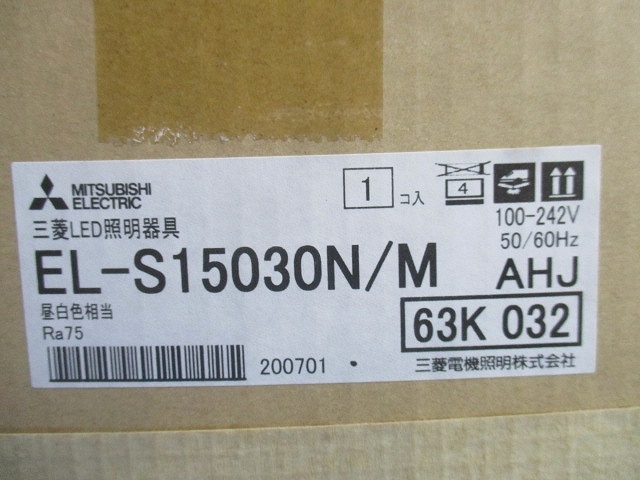 MITSUBISHI
ELECTRIC
1 コ入
4
三菱LED照明器具
100-242V
50/60Hz
EL-S15030N/M AHJ
昼白色相当
Ra75
63K 032
200701
三菱電機照明株式会社